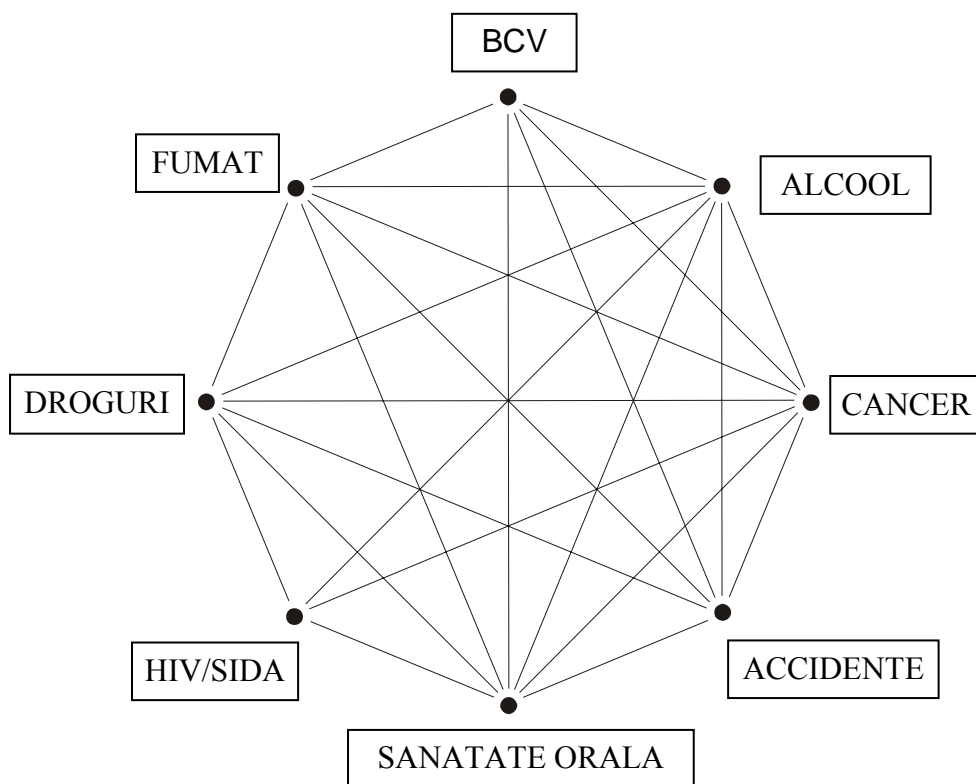 BCV
FUMAT
ALCOOL
DROGURI
CANCER
HIV/SIDA
ACCIDENTE
SANATATE ORALA